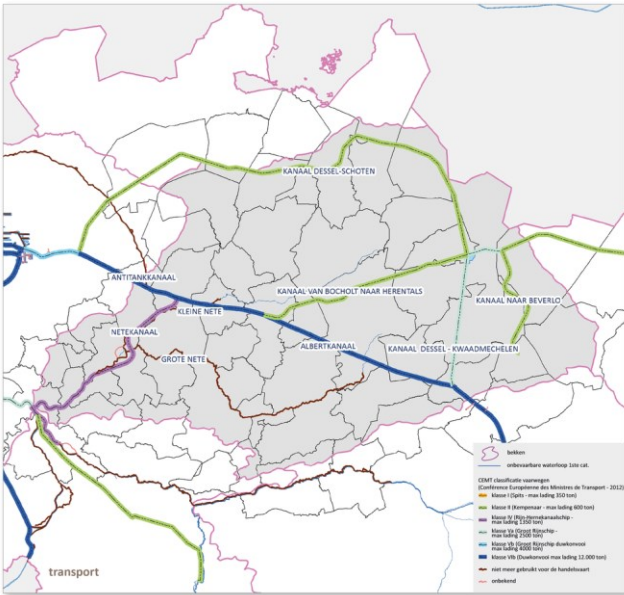 KANAAL DESSEL-SCHOTEN
ANTITANKKANAAL
KANAAL VAN BOCHOLT NAAR HERENTALS
KANAAL NAAR BEVERLO
KLEINE NETE
NETEKANAAL
ALBERTKANAAL
KANAAL DESSEL - KWAADMECHELEN
GROTE NETE
transport
bekken
onbevaarbare waterloop 1ste cat.
CEMT classificatie vaarwegen
(Conférence Européenne des Ministres de Transport - 2012)
klasse I (Spits - max lading 350 ton)
klasse II (Kempenaar - max lading 600 ton)
klasse IV (Rijn-Hernekanaalschip -
max lading 1350 ton)
klasse Va (Groot Rijnschip -
max lading 2500 ton)
klasse Vb (Groot Rijnschip duwkonvooi
max lading 4000 ton)
klasse VIb (Duwkonvooi max lading 12.000 ton)
niet meer gebruikt voor de handelsvaart
onbekend